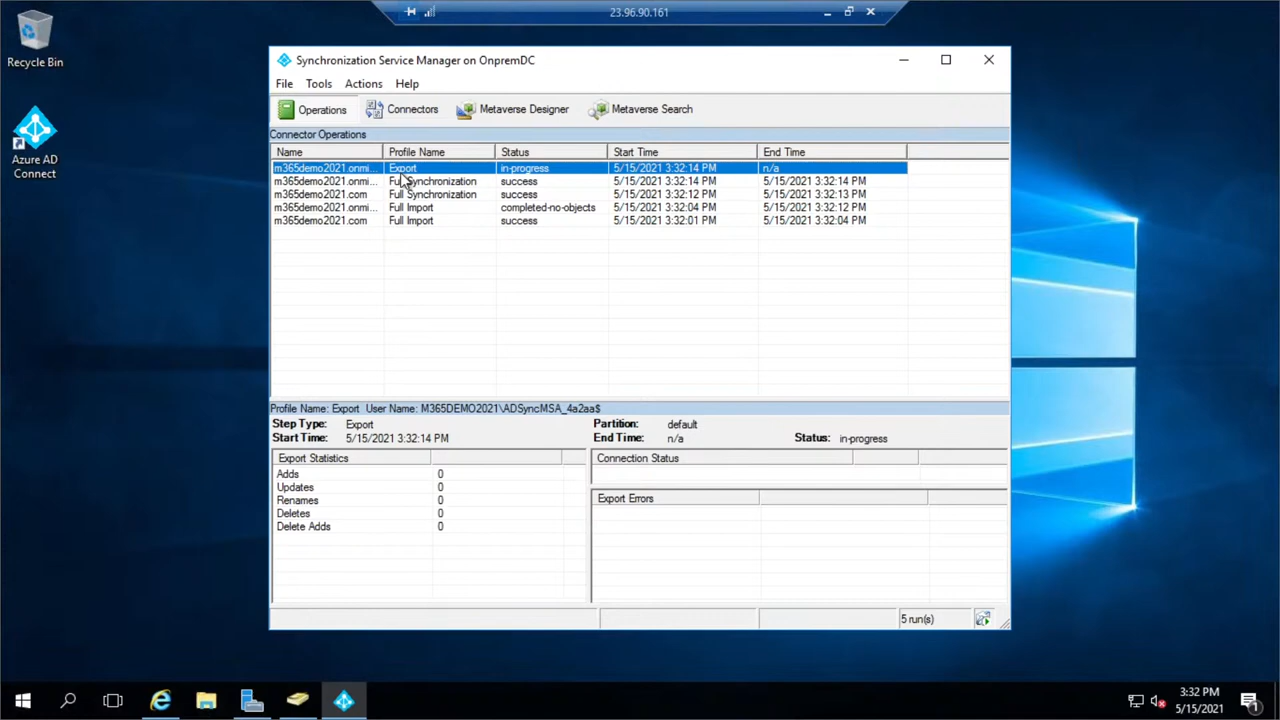 23.96.90.161
Recycle Bin
Azure AD
Connect
Synchronization Service Manager on OnpremDC
File Tools Actions Help
Operations Connectors Metaverse Designer Metaverse Search
Connector Operations
Name Profile Name Status Start Time End Time
m365demo2021.onmi... Export in-progress 5/15/2021 3:32:14 PM n/a
m365demo2021.onmi... Full Synchronization success 5/15/2021 3:32:14 PM 5/15/2021 3:32:14 PM
m365demo2021.com Full Synchronization success 5/15/2021 3:32:12 PM 5/15/2021 3:32:13 PM
m365demo2021.onmi... Full Import completed-no-objects 5/15/2021 3:32:04 PM 5/15/2021 3:32:12 PM
m365demo2021.com Full Import success 5/15/2021 3:32:01 PM 5/15/2021 3:32:04 PM
Profile Name: Export User Name: M365DEMO2021\ADSyncMSA_4a2aa$
Step Type: Export Partition: default
Start Time: 5/15/2021 3:32:14 PM End Time: n/a Status: in-progress
Export Statistics Connection Status
Adds 0
Updates 0
Renames 0 Export Errors
Deletes 0
Delete Adds 0
5 run(s)
3:32 PM
5/15/2021
1